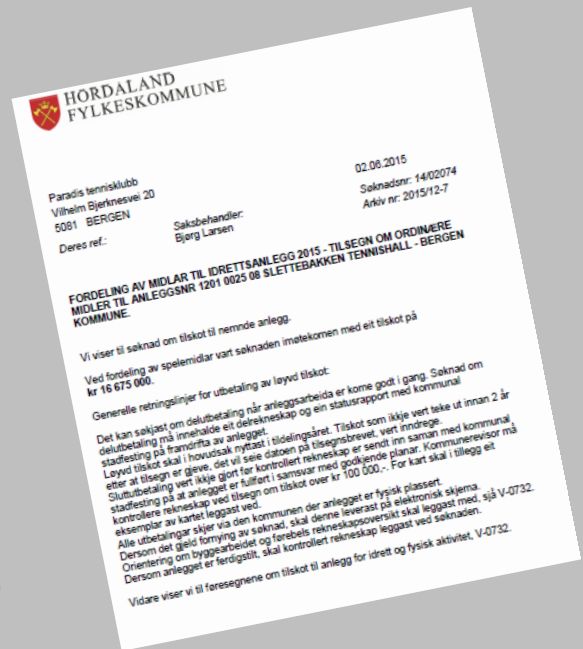 HORDALAND
FYLKESKOMMUNE
Paradis tennisklubb
Vilhelm Bjerknesvei 20
5081 BERGEN
Deres ref.:
Saksbehandler:
Bjørg Larsen
02.06.2015
Søknadsnr: 14/02074
Arkiv nr: 2015/12-7
FORDELING AV MIDLAR TIL IDRETTSANLEGG 2015 - TILSEGN OM ORDINÆRE
MIDLER TIL ANLEGGSNR 1201 0025 08 SLETTEBAKKEN TENNISHALL - BERGEN
KOMMUNE.
Vi viser til søknad om tilskot til nemnde anlegg.
Ved fordeling av spelemidlar vart søknaden imøtekomen med eit tilskot på
kr 16 675 000.
Generelle retningslinjer for utbetaling av løyvd tilskot:
Det kan søkjast om delutbetaling når anleggsarbeida er kome godt i gang. Søknad om
delutbetaling må innehalde eit delrekneskap og ein statusrapport med kommunal
stadfesting på framdrifta av anlegget.
Løyvd tilskot skal i hovudsak nyttast i tildelingsåret. Tilskot som ikkje vert teke ut innan 2 år
etter at tilsegn er gjeve, det vil seie datoen på tilsegnsbrevet, vert inndrege.
Sluttutbetaling vert ikkje gjort før kontrollert rekneskap er sendt inn saman med kommunal
stadfesting på at anlegget er fullført i samsvar med godkjende planar. Kommunerevisor må
kontrollere rekneskap ved tilsegn om tilskot over kr 100 000,-. For kart skal i tillegg eit
eksemplar av kartet leggast ved.
Alle utbetalingar skjer via den kommunen der anlegget er fysisk plassert.
Dersom det gjeld fornying av søknad, skal denne leverast på elektronisk skjema.
Orientering om byggearbeidet og førebels rekneskapsoversikt skal leggast med, sjå V-0732.
Dersom anlegget er ferdigstilt, skal kontrollert rekneskap leggast ved søknaden.
Vidare viser vi til føresegnene om tilskot til anlegg for idrett og fysisk aktivitet, V-0732.